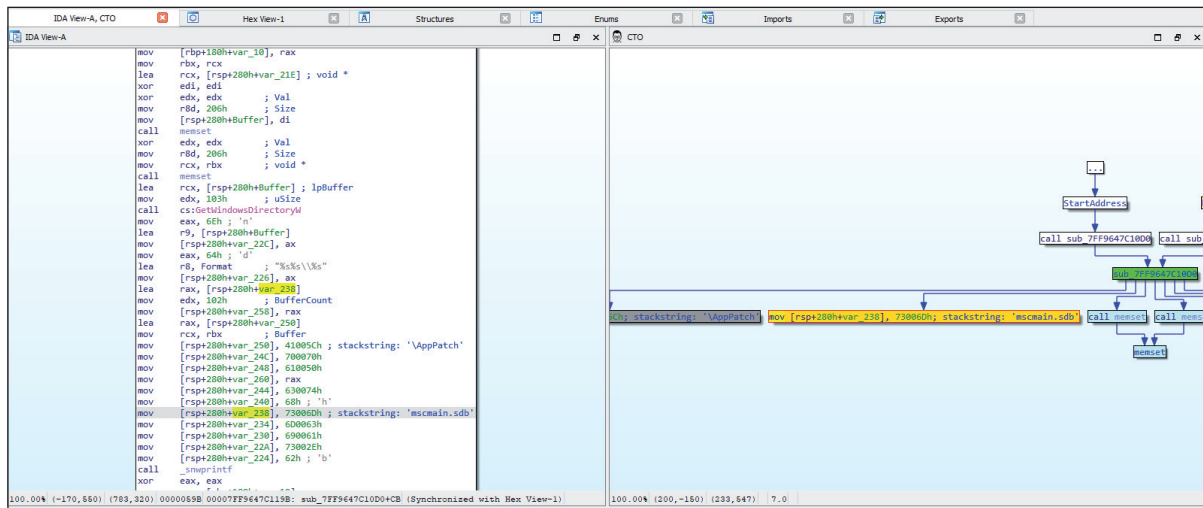 IDA View-A, CTO Hex View-1 Structures Enums Imports Exports
IDA View-A
mov [rbp+180h+var_10], rax
mov rbx, rcx
lea rcx, [rsp+280h+var_21E] ; void *
xor edi, edi
xor edx, edx ; Val
mov r8d, 206h ; Size
mov [rsp+280h+Buffer], di
call memset
xor edx, edx ; Val
mov r8d, 206h ; Size
mov rcx, rbx ; void *
call memset
lea rcx, [rsp+280h+Buffer] ; lpBuffer
mov edx, 103h ; uSize
call cs:GetWindowsDirectoryW
mov eax, 6Eh ; 'n'
lea r9, [rsp+280h+Buffer]
mov [rsp+280h+var_22C], ax
mov eax, 64h ; 'd'
lea r8, Format ; "%s%s\\%s"
mov [rsp+280h+var_226], ax
lea rax, [rsp+280h+var_238]
mov edx, 102h ; BufferCount
mov [rsp+280h+var_258], rax
lea rax, [rsp+280h+var_250]
mov rcx, rbx ; Buffer
mov [rsp+280h+var_250], 41005Ch ; stackstring: '\AppPatch'
mov [rsp+280h+var_24C], 700070h
mov [rsp+280h+var_248], 610050h
mov [rsp+280h+var_260], rax
mov [rsp+280h+var_244], 630074h
mov [rsp+280h+var_240], 68h ; 'h'
mov [rsp+280h+var_238], 73006Dh ; stackstring: 'mscmain.sdb'
mov [rsp+280h+var_234], 6D0063h
mov [rsp+280h+var_230], 690061h
mov [rsp+280h+var_22A], 73002Eh
mov [rsp+280h+var_224], 62h ; 'b'
call _snwprintf
xor eax, eax
100.00% (-170,550) (783,320) 0000059B 00007FF9647C119B: sub_7FF9647C10D0+CB (Synchronized with Hex View-1)
CTO
...
StartAddress
call sub_7FF9647C10D0 call sub
sub_7FF9647C10D0
5Ch; stackstring: '\AppPatch' mov [rsp+280h+var_238], 73006Dh; stackstring: 'mscmain.sdb' call memset call mems
memset
100.00% (200,-150) (233,547) 7.0